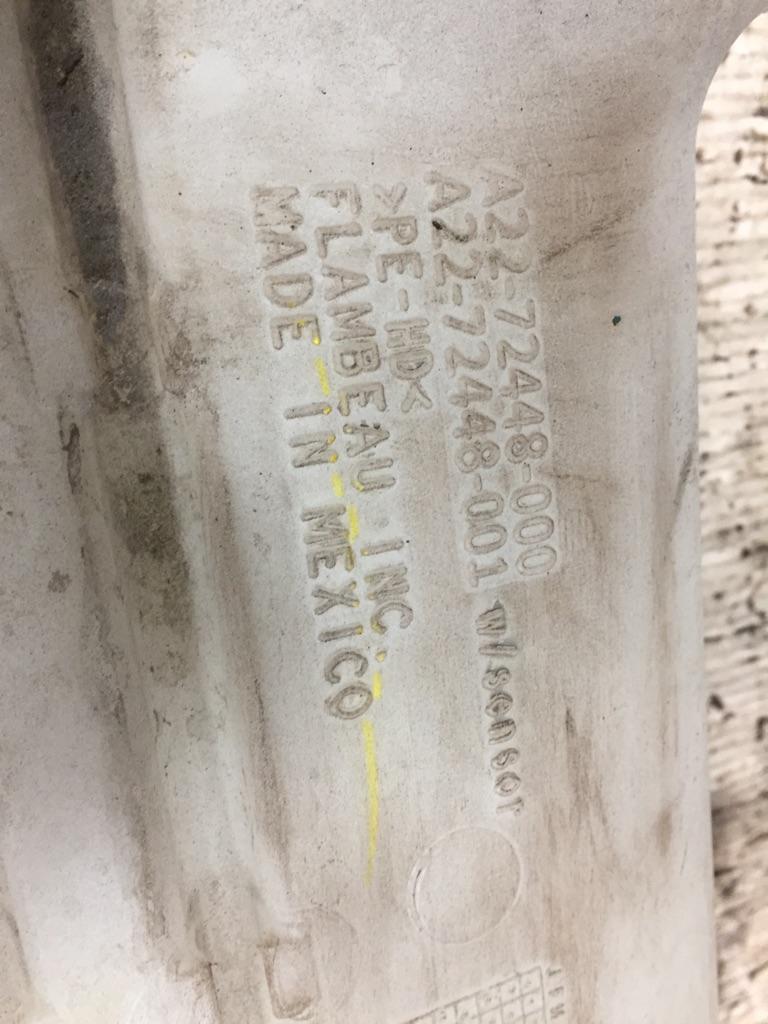 A22-72448-000
A22-72448-001 w/sensor
>PE-HD<
FLAMBEAU INC.
MADE IN MEXICO